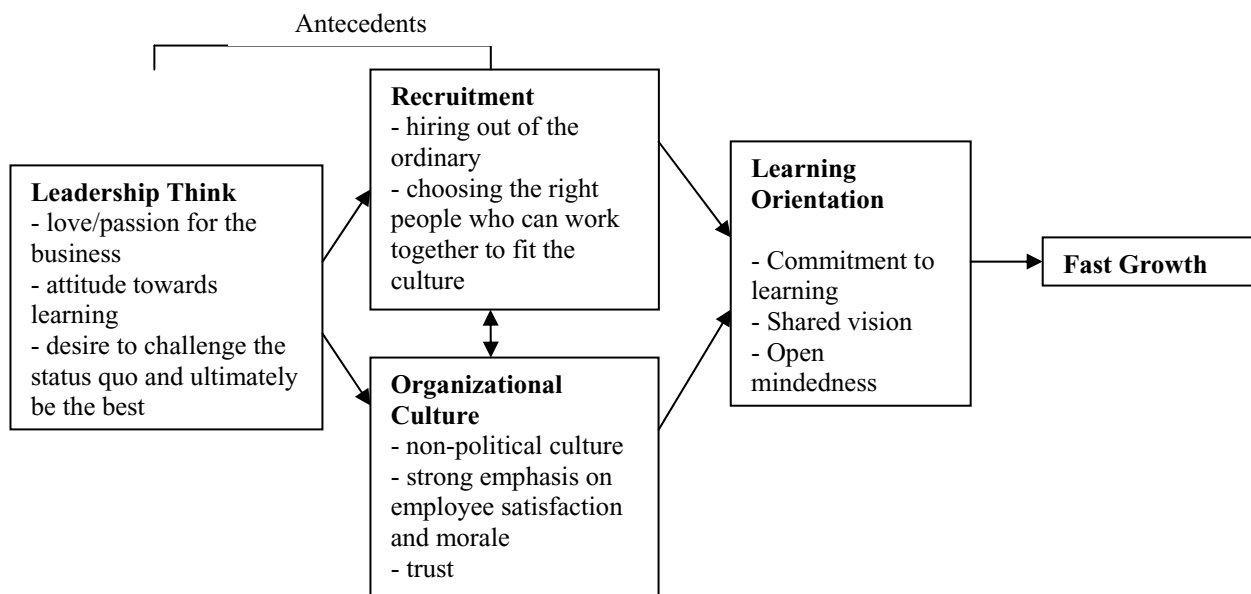 Antecedents
Leadership Think
- love/passion for the
business
- attitude towards
learning
- desire to challenge the
status quo and ultimately
be the best
Recruitment
- hiring out of the
ordinary
- choosing the right
people who can work
together to fit the
culture
Organizational
Culture
- non-political culture
- strong emphasis on
employee satisfaction
and morale
- trust
Learning
Orientation
- Commitment to
learning
- Shared vision
- Open
mindedness
Fast Growth